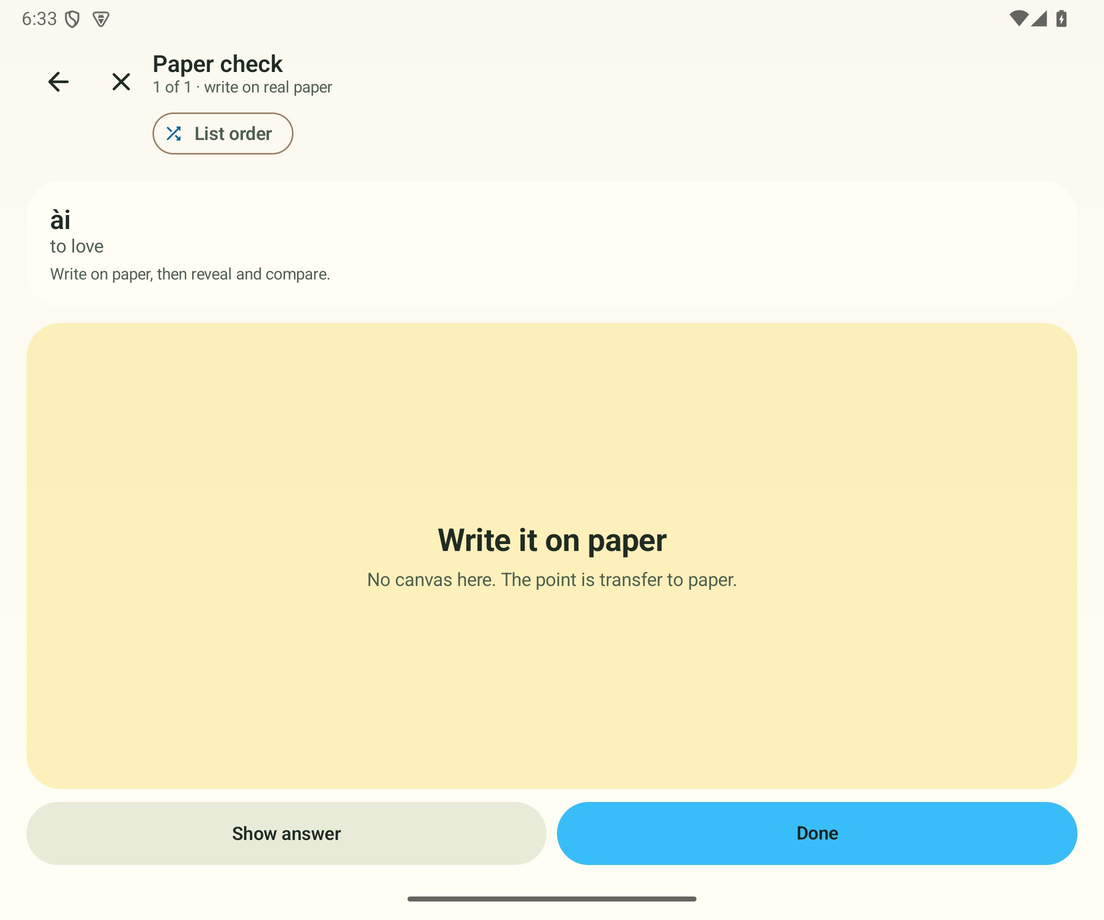 6:33
Paper check
1 of 1 · write on real paper
List order
ài
to love
Write on paper, then reveal and compare.
Write it on paper
No canvas here. The point is transfer to paper.
Show answer
Done